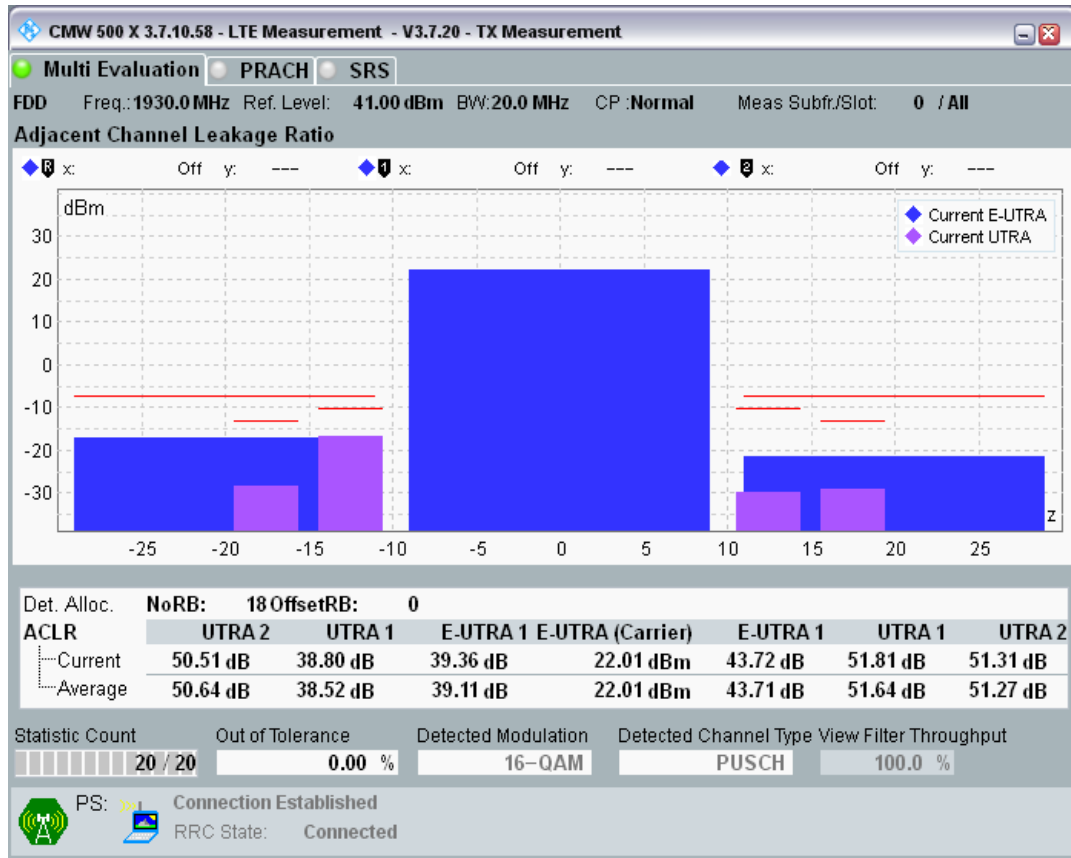 CMW 500 X 3.7.10.58 - LTE Measurement - V3.7.20 - TX Measurement
Multi Evaluation PRACH SRS
FDD Freq.:1930.0 MHz Ref. Level: 41.00 dBm BW:20.0 MHz CP :Normal Meas Subfr./Slot: 0 / All
Adjacent Channel Leakage Ratio
R x: Off y: --- 1 x: Off y: --- 2 x: Off y: ---
dBm
Current E-UTRA
Current UTRA
30
20
10
0
-10
-20
-30
z
-25 -20 -15 -10 -5 0 5 10 15 20 25
Det. Alloc. NoRB: 18 OffsetRB: 0
ACLR UTRA 2 UTRA 1 E-UTRA 1 E-UTRA (Carrier) E-UTRA 1 UTRA 1 UTRA 2
Current 50.51 dB 38.80 dB 39.36 dB 22.01 dBm 43.72 dB 51.81 dB 51.31 dB
Average 50.64 dB 38.52 dB 39.11 dB 22.01 dBm 43.71 dB 51.64 dB 51.27 dB
Statistic Count Out of Tolerance Detected Modulation Detected Channel Type View Filter Throughput
20 / 20 0.00 % 16-QAM PUSCH 100.0 %
PS: Connection Established
RRC State: Connected